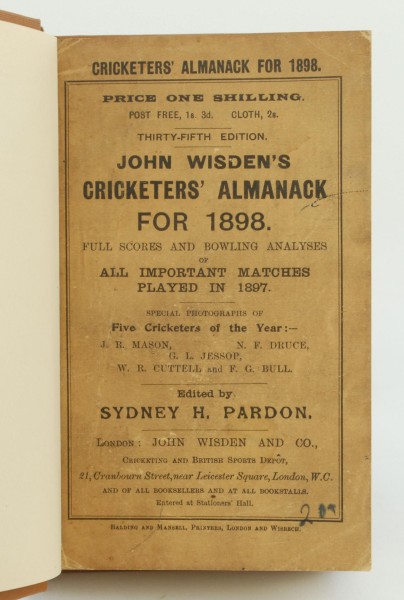 CRICKETERS' ALMANACK FOR 1898.
PRICE ONE SHILLING.
POST FREE, 1s. 3d. CLOTH, 2s.
THIRTY-FIFTH EDITION.
JOHN WISDEN'S
CRICKETERS' ALMANACK
FOR 1898.
FULL SCORES AND BOWLING ANALYSES
OF
ALL IMPORTANT MATCHES
PLAYED IN 1897.
SPECIAL PHOTOGRAPHS OF
Five Cricketers of the Year:—
J. R. MASON, N. F. DRUCE,
G. L. JESSOP,
W. R. CUTTELL AND F. G. BULL.
Edited by
SYDNEY H. PARDON.
LONDON: JOHN WISDEN AND CO.,
CRICKETING AND BRITISH SPORTS DEPÔT,
21, Cranbourn Street, near Leicester Square, London, W.C.
AND OF ALL BOOKSELLERS AND AT ALL BOOKSTALLS.
Entered at Stationers' Hall.
BALDING AND MANSELL, PRINTERS, LONDON AND WISBECH.